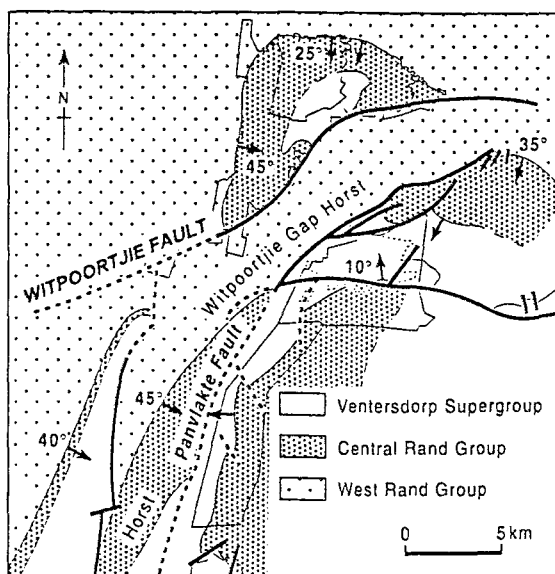 25°
N
35°
45°
WITPOORTJIE FAULT
Witpoortjie Gap Horst
10°
Panvlakte Fault
45°
40°
Horst
Ventersdorp Supergroup
Central Rand Group
West Rand Group
0 5 km